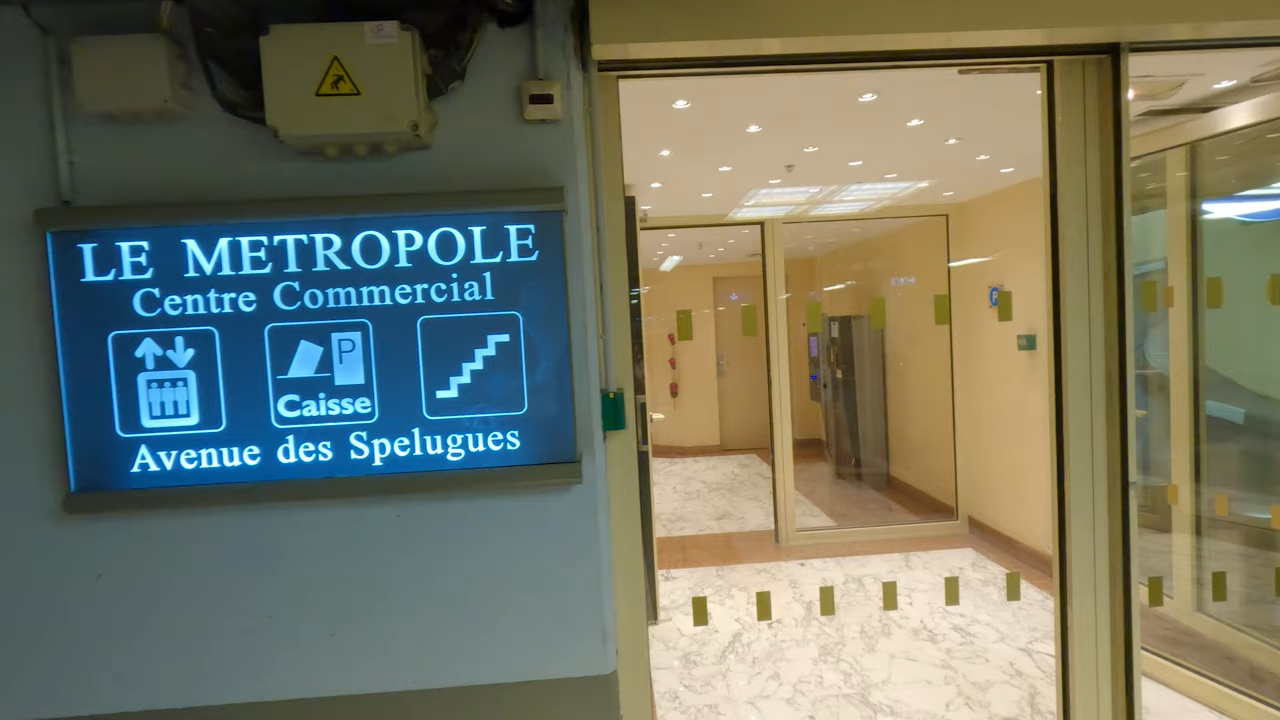 LE METROPOLE
Centre Commercial
P
Caisse
Avenue des Spelugues